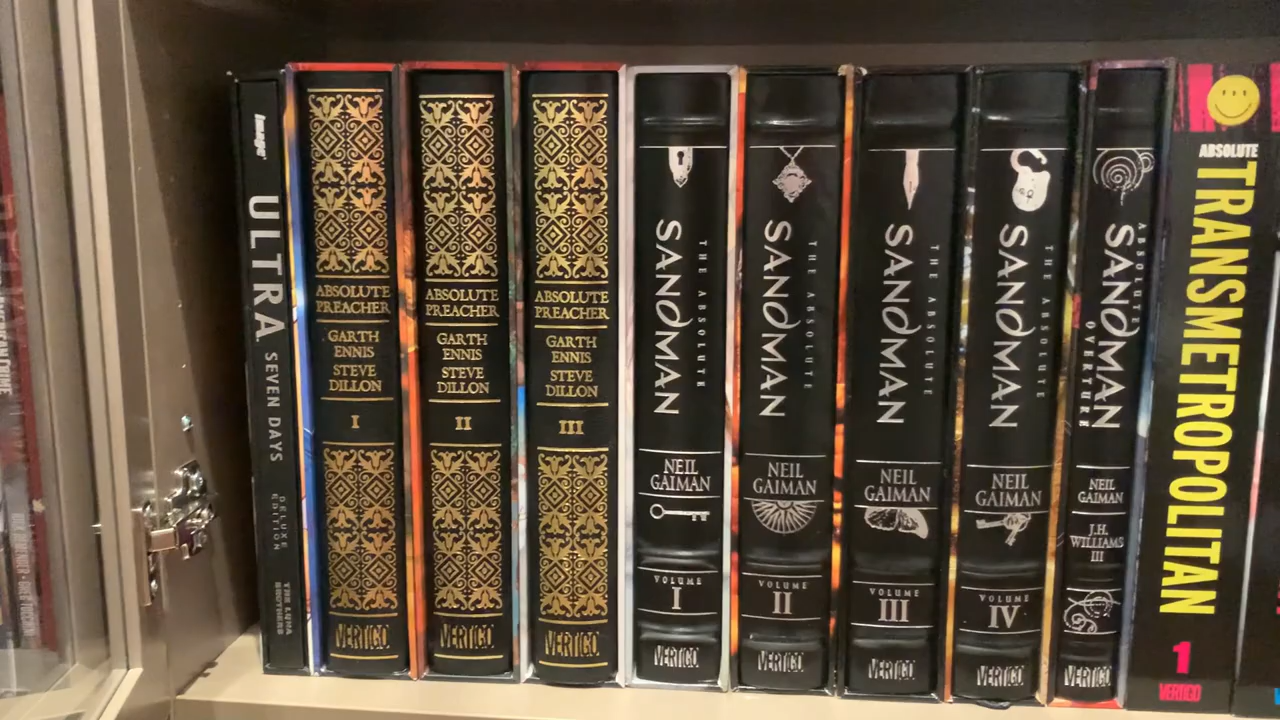 image
ULTRA SEVEN DAYS
DELUXE
EDITION
THE LUNA
BROTHERS
ABSOLUTE
PREACHER
GARTH
ENNIS
STEVE
DILLON
I
VERTIGO
ABSOLUTE
PREACHER
GARTH
ENNIS
STEVE
DILLON
II
VERTIGO
ABSOLUTE
PREACHER
GARTH
ENNIS
STEVE
DILLON
III
VERTIGO
THE ABSOLUTE
SANDMAN
NEIL
GAIMAN
VOLUME
I
VERTIGO
THE ABSOLUTE
SANDMAN
NEIL
GAIMAN
VOLUME
II
VERTIGO
THE ABSOLUTE
SANDMAN
NEIL
GAIMAN
VOLUME
III
VERTIGO
THE ABSOLUTE
SANDMAN
NEIL
GAIMAN
VOLUME
IV
VERTIGO
ABSOLUTE
SANDMAN
OVERTURE
NEIL
GAIMAN
J.H.
WILLIAMS
III
VERTIGO
ABSOLUTE
TRANSMETROPOLITAN
1
VERTIGO